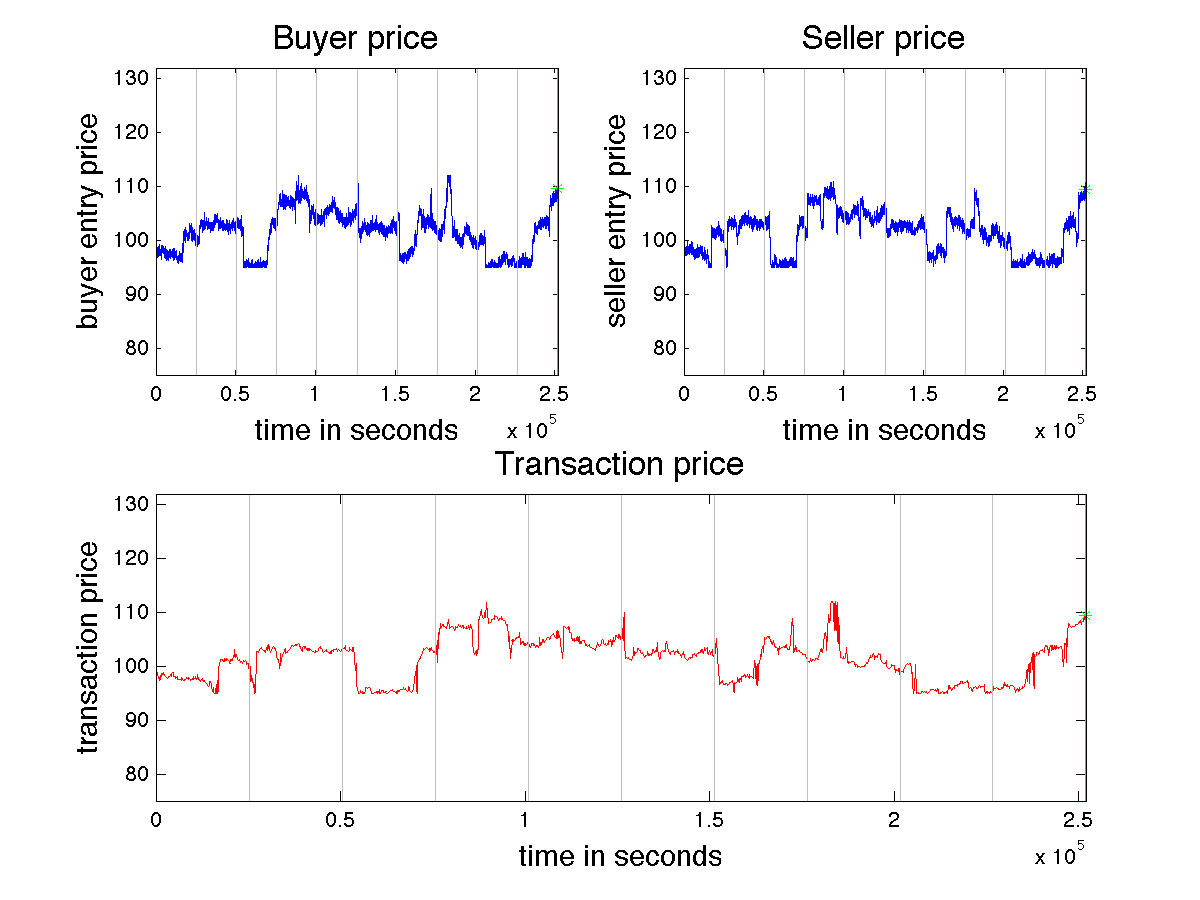 Buyer price
buyer entry price
130
120
110
100
90
80
0 0.5 1 1.5 2 2.5
x 10^5
time in seconds
Seller price
seller entry price
130
120
110
100
90
80
0 0.5 1 1.5 2 2.5
x 10^5
time in seconds
Transaction price
transaction price
130
120
110
100
90
80
0 0.5 1 1.5 2 2.5
x 10^5
time in seconds